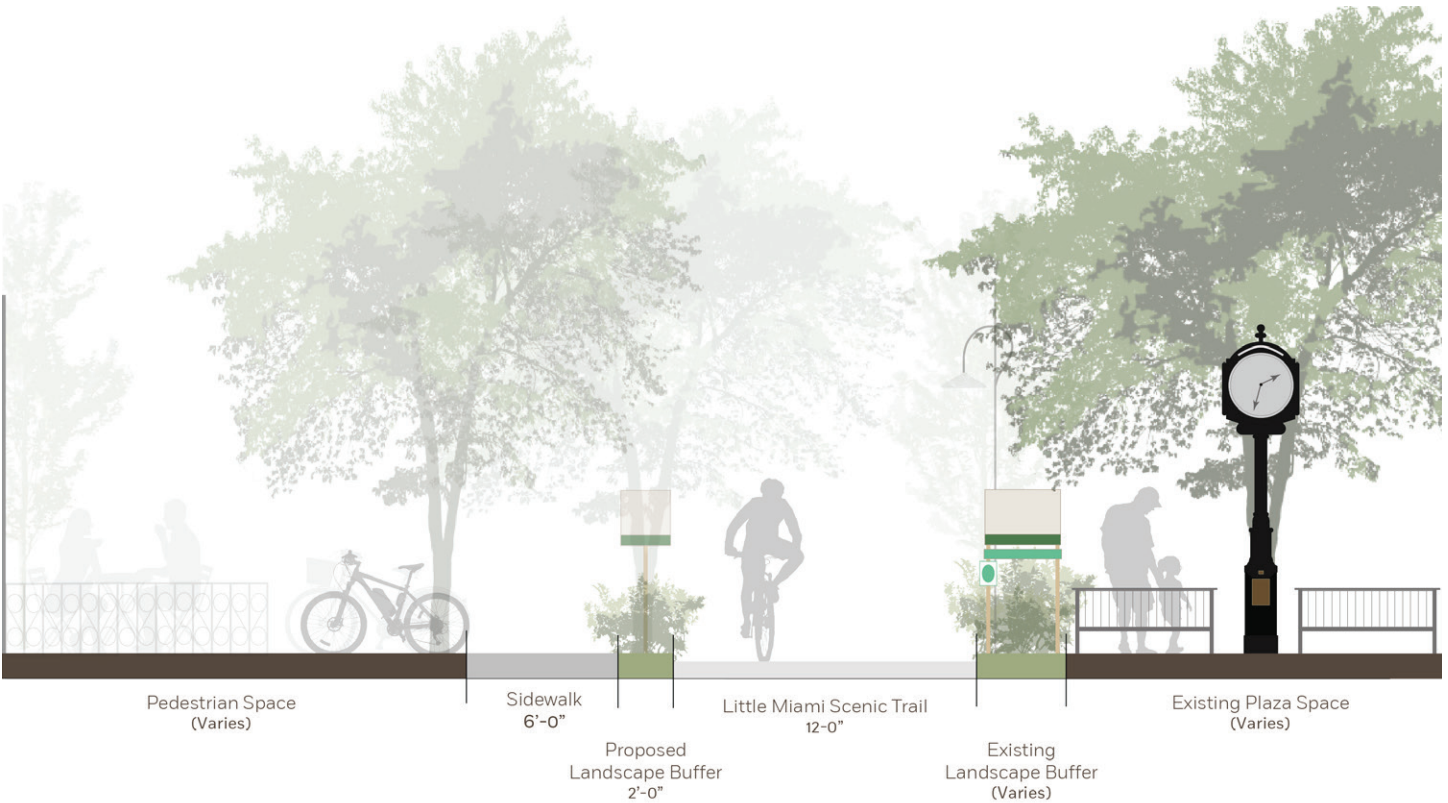 Pedestrian Space
(Varies)
Sidewalk
6’-0”
Proposed
Landscape Buffer
2’-0”
Little Miami Scenic Trail
12-0”
Existing
Landscape Buffer
(Varies)
Existing Plaza Space
(Varies)